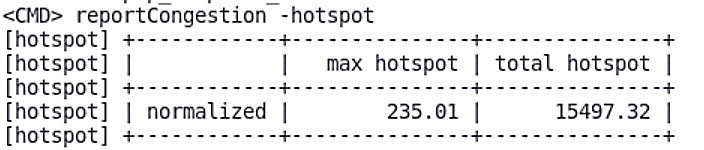 <CMD> reportCongestion -hotspot
[hotspot] +------------+---------------+---------------+
[hotspot] |            |   max hotspot | total hotspot |
[hotspot] +------------+---------------+---------------+
[hotspot] | normalized |        235.01 |      15497.32 |
[hotspot] +------------+---------------+---------------+